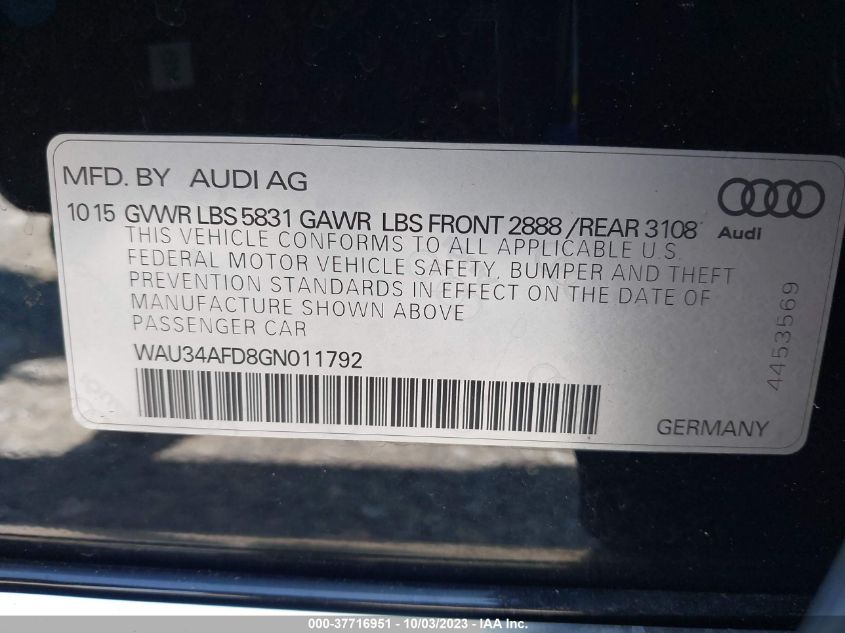 MFD. BY AUDI AG
10 15 GVWR LBS 5831 GAWR LBS FRONT 2888 /REAR 3108
Audi
THIS VEHICLE CONFORMS TO ALL APPLICABLE U.S.
FEDERAL MOTOR VEHICLE SAFETY, BUMPER AND THEFT
PREVENTION STANDARDS IN EFFECT ON THE DATE OF
MANUFACTURE SHOWN ABOVE
PASSENGER CAR
WAU34AFD8GN011792
4453569
GERMANY
000-37716951 - 10/03/2023 - IAA Inc.